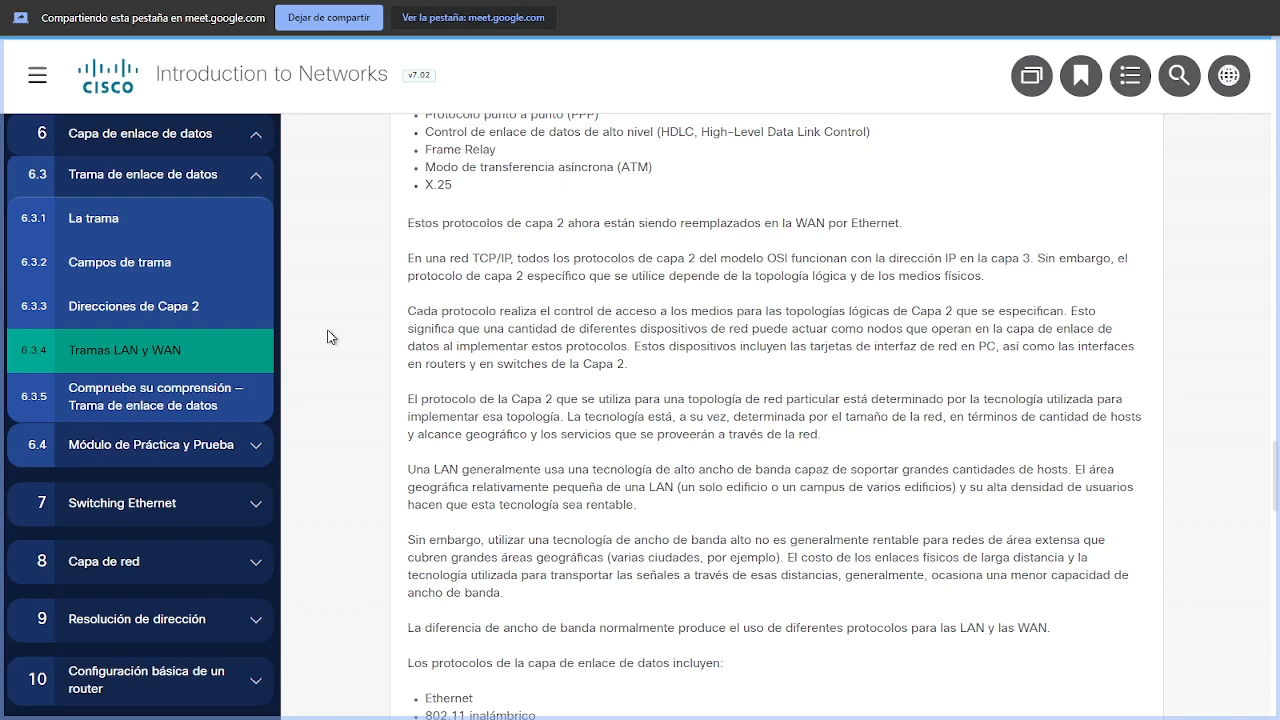 Compartiendo esta pestaña en meet.google.com
Dejar de compartir
Ver la pestaña: meet.google.com
CISCO
Introduction to Networks
v7.02
6 Capa de enlace de datos
6.3 Trama de enlace de datos
6.3.1 La trama
6.3.2 Campos de trama
6.3.3 Direcciones de Capa 2
6.3.4 Tramas LAN y WAN
6.3.5 Compruebe su comprensión –
Trama de enlace de datos
6.4 Módulo de Práctica y Prueba
7 Switching Ethernet
8 Capa de red
9 Resolución de dirección
10 Configuración básica de un
router
• Protocolo punto a punto (PPP)
• Control de enlace de datos de alto nivel (HDLC, High-Level Data Link Control)
• Frame Relay
• Modo de transferencia asíncrona (ATM)
• X.25
Estos protocolos de capa 2 ahora están siendo reemplazados en la WAN por Ethernet.
En una red TCP/IP, todos los protocolos de capa 2 del modelo OSI funcionan con la dirección IP en la capa 3. Sin embargo, el
protocolo de capa 2 específico que se utilice depende de la topología lógica y de los medios físicos.
Cada protocolo realiza el control de acceso a los medios para las topologías lógicas de Capa 2 que se especifican. Esto
significa que una cantidad de diferentes dispositivos de red puede actuar como nodos que operan en la capa de enlace de
datos al implementar estos protocolos. Estos dispositivos incluyen las tarjetas de interfaz de red en PC, así como las interfaces
en routers y en switches de la Capa 2.
El protocolo de la Capa 2 que se utiliza para una topología de red particular está determinado por la tecnología utilizada para
implementar esa topología. La tecnología está, a su vez, determinada por el tamaño de la red, en términos de cantidad de hosts
y alcance geográfico y los servicios que se proveerán a través de la red.
Una LAN generalmente usa una tecnología de alto ancho de banda capaz de soportar grandes cantidades de hosts. El área
geográfica relativamente pequeña de una LAN (un solo edificio o un campus de varios edificios) y su alta densidad de usuarios
hacen que esta tecnología sea rentable.
Sin embargo, utilizar una tecnología de ancho de banda alto no es generalmente rentable para redes de área extensa que
cubren grandes áreas geográficas (varias ciudades, por ejemplo). El costo de los enlaces físicos de larga distancia y la
tecnología utilizada para transportar las señales a través de esas distancias, generalmente, ocasiona una menor capacidad de
ancho de banda.
La diferencia de ancho de banda normalmente produce el uso de diferentes protocolos para las LAN y las WAN.
Los protocolos de la capa de enlace de datos incluyen:
• Ethernet
• 802.11 inalámbrico